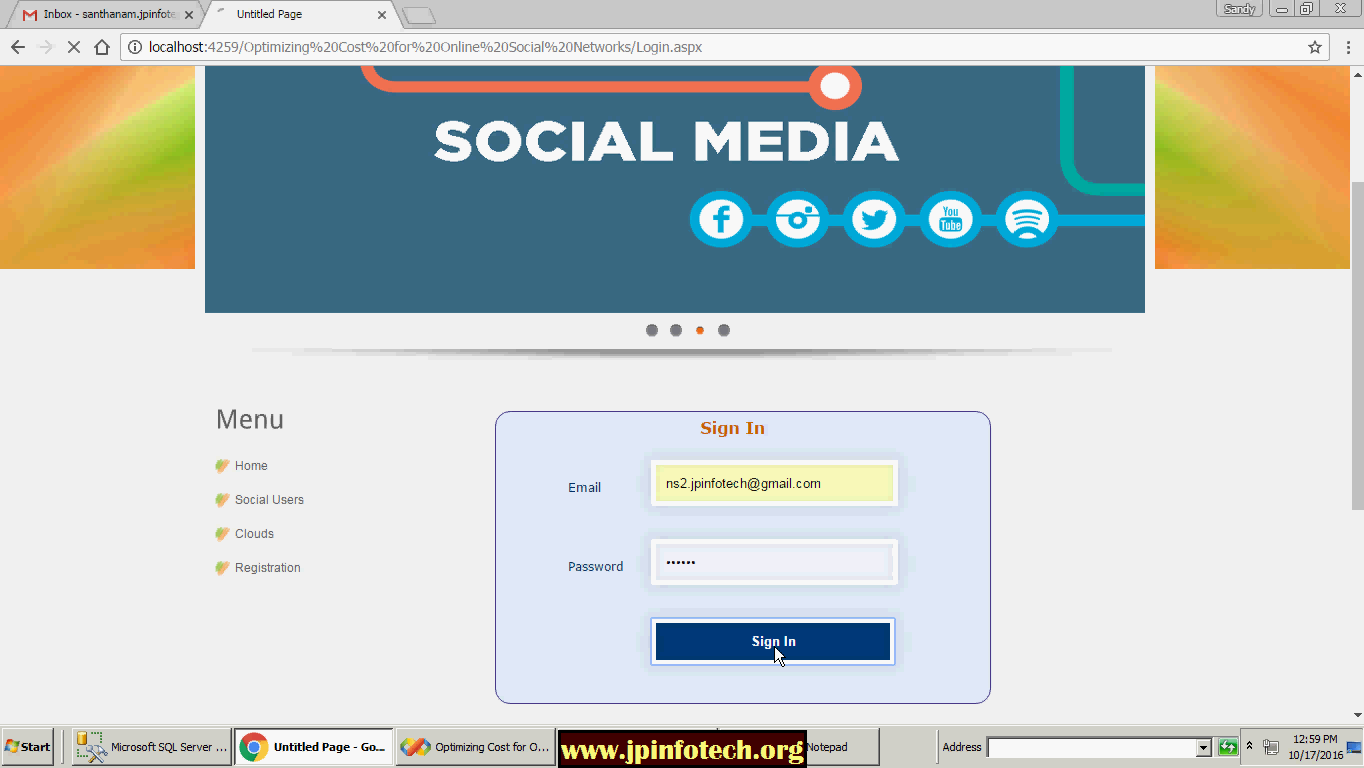 Inbox - santhanam.jpinfote
Untitled Page
Sandy
localhost:4259/Optimizing%20Cost%20for%20Online%20Social%20Networks/Login.aspx
SOCIAL MEDIA
f
You
Tube
Menu
Home
Social Users
Clouds
Registration
Sign In
Email
ns2.jpinfotech@gmail.com
Password
••••••
Sign In
Start
Microsoft SQL Server ...
Untitled Page - Go...
Optimizing Cost for O...
www.jpinfotech.org
Notepad
Address
12:59 PM
10/17/2016